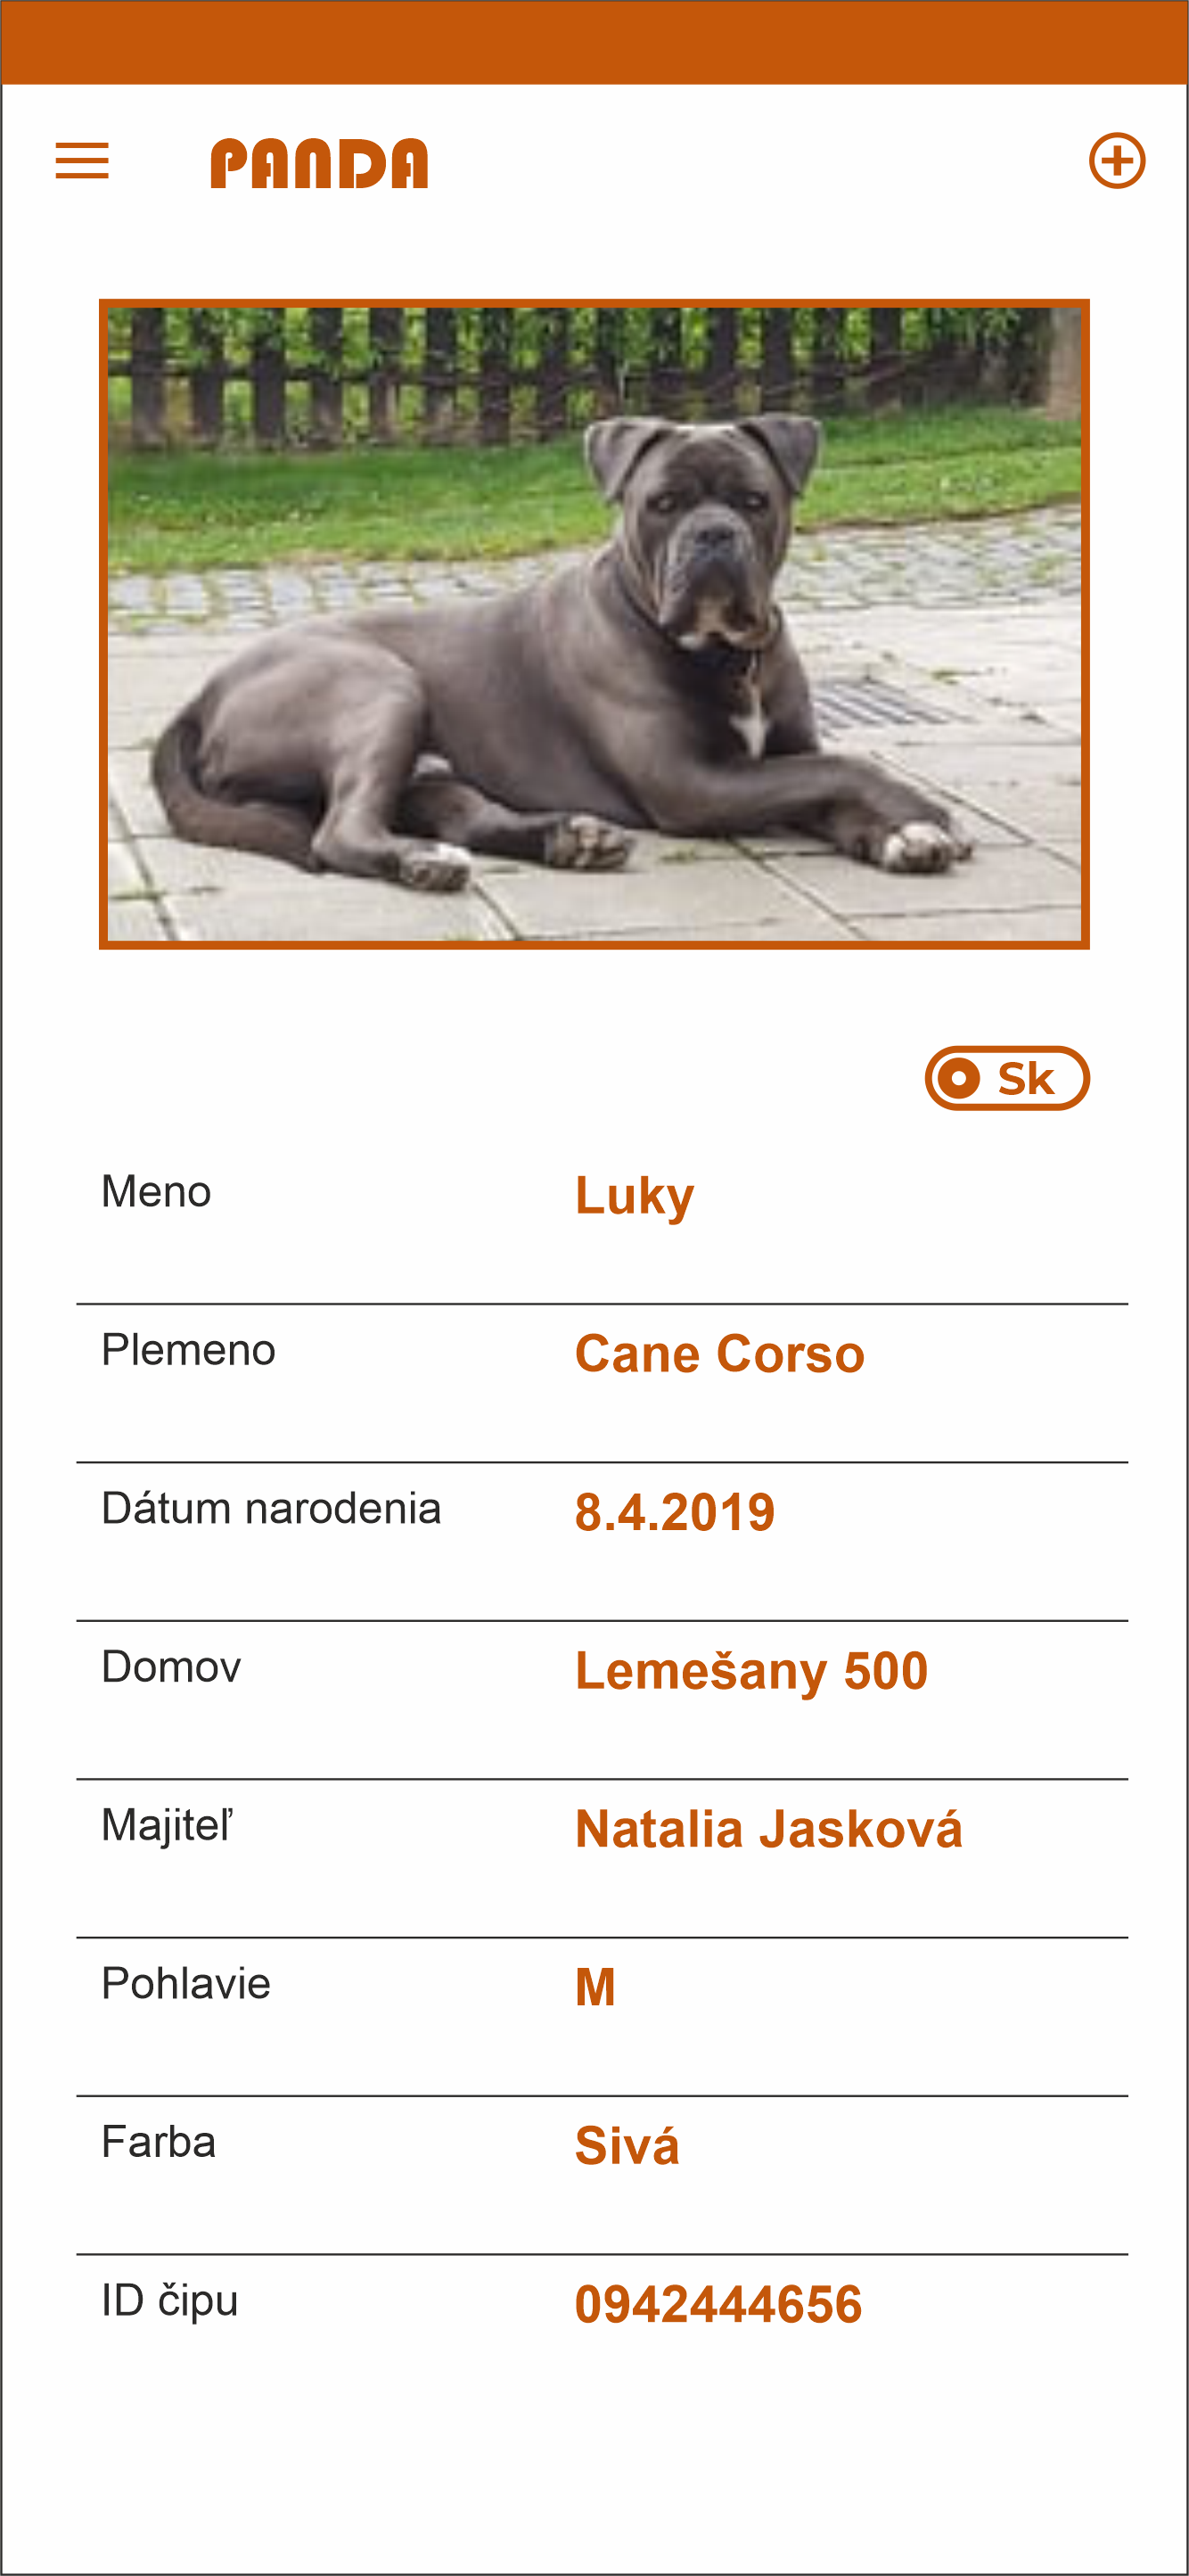 PANDA
Sk
Meno Luky
Plemeno Cane Corso
Dátum narodenia 8.4.2019
Domov Lemešany 500
Majiteľ Natalia Jasková
Pohlavie M
Farba Sivá
ID čipu 0942444656